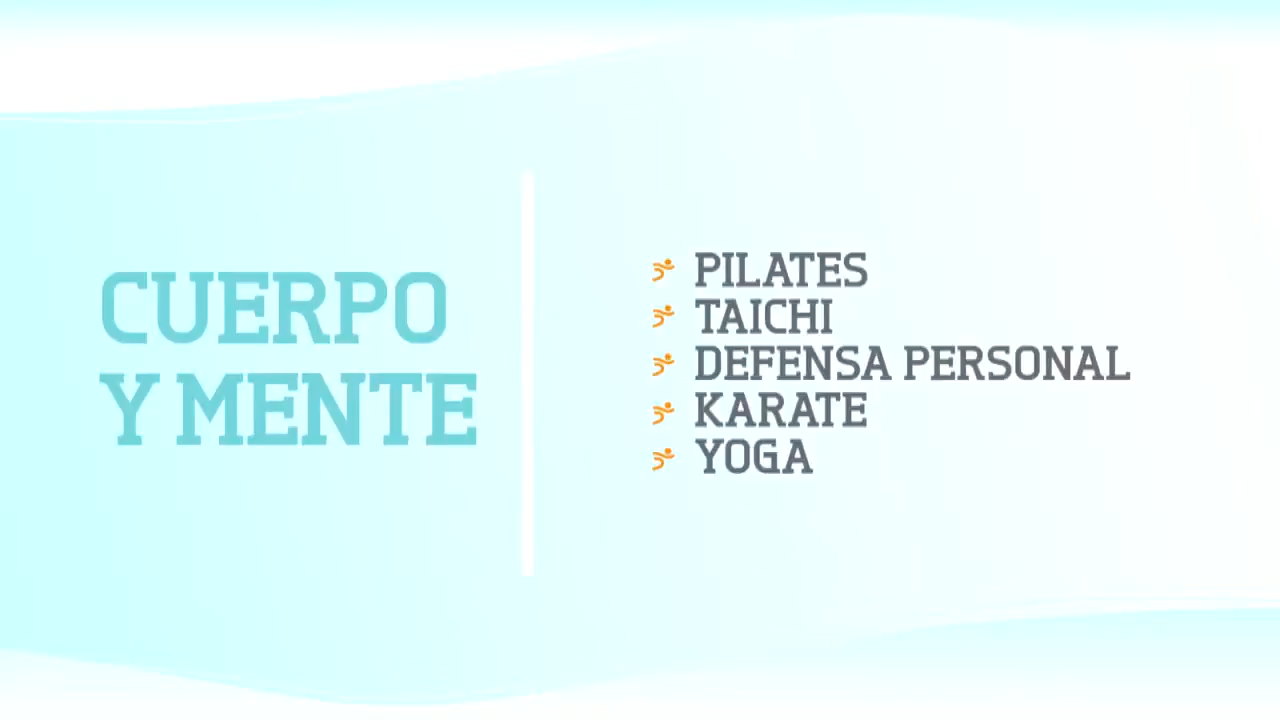 CUERPO
Y MENTE
PILATES
TAICHI
DEFENSA PERSONAL
KARATE
YOGA